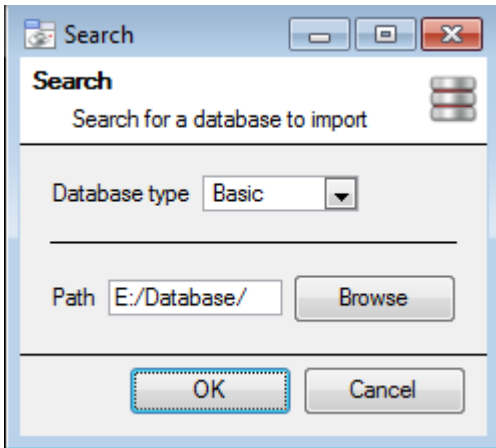 Search
Search
Search for a database to import
Database type Basic
Path E:/Database/ Browse
OK Cancel